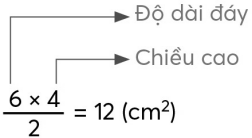 Độ dài đáy
Chiều cao
6 × 4
2
= 12 (cm²)